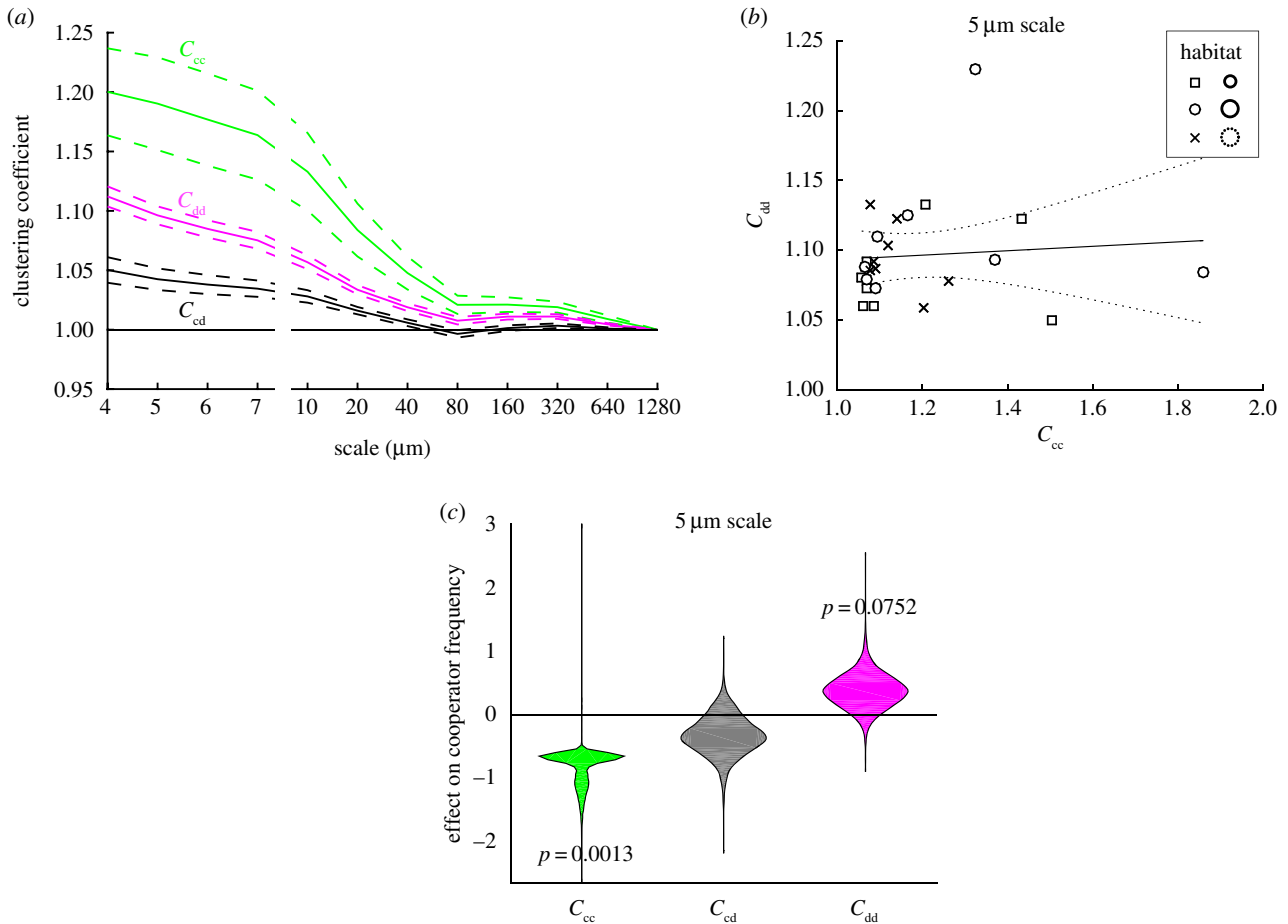 (a)
1.25
1.20
1.15
1.10
1.05
1.00
0.95
clustering coefficient
C_cc
C_dd
C_cd
4 5 6 7 10 20 40 80 160 320 640 1280
scale (µm)
(b)
5 µm scale
1.25
1.20
1.15
1.10
1.05
1.00
C_dd
habitat
1.0 1.2 1.4 1.6 1.8 2.0
C_cc
(c)
5 µm scale
3
2
1
0
–1
–2
effect on cooperator frequency
p = 0.0752
p = 0.0013
C_cc C_cd C_dd